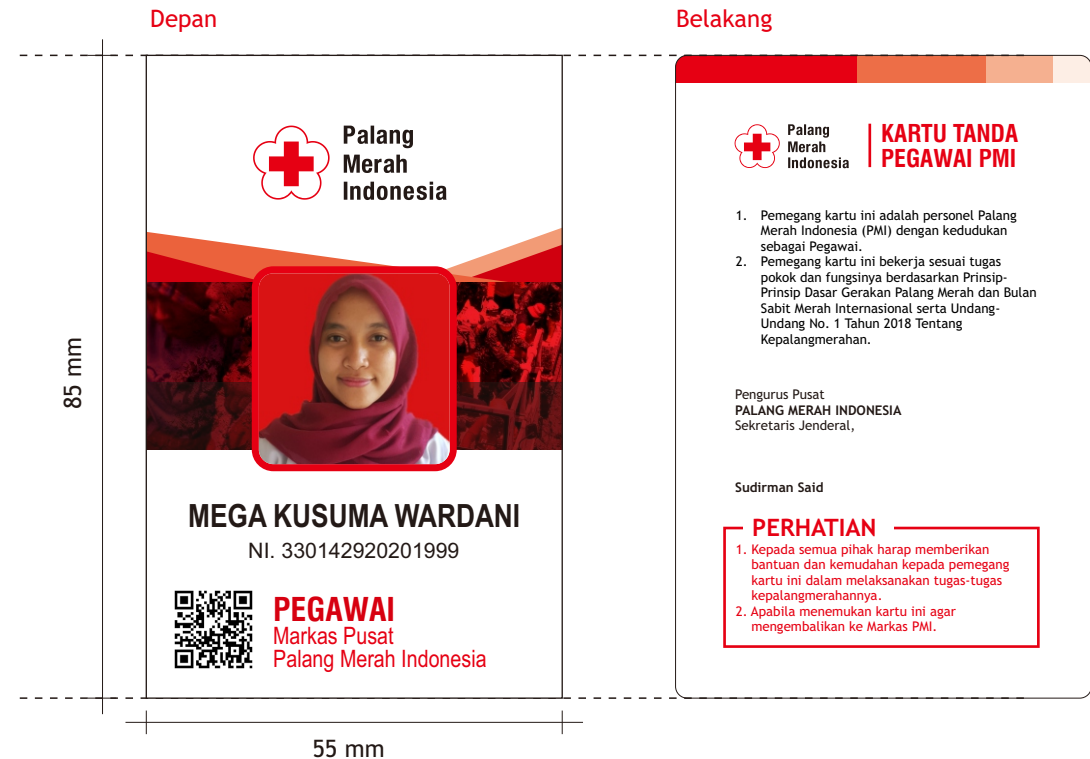 Depan
Belakang
Palang
Merah
Indonesia
85 mm
MEGA KUSUMA WARDANI
NI. 330142920201999
PEGAWAI
Markas Pusat
Palang Merah Indonesia
55 mm
Palang
Merah
Indonesia
KARTU TANDA
PEGAWAI PMI
1. Pemegang kartu ini adalah personel Palang
Merah Indonesia (PMI) dengan kedudukan
sebagai Pegawai.
2. Pemegang kartu ini bekerja sesuai tugas
pokok dan fungsinya berdasarkan Prinsip-
Prinsip Dasar Gerakan Palang Merah dan Bulan
Sabit Merah Internasional serta Undang-
Undang No. 1 Tahun 2018 Tentang
Kepalangmerahan.
Pengurus Pusat
PALANG MERAH INDONESIA
Sekretaris Jenderal,
Sudirman Said
PERHATIAN
1. Kepada semua pihak harap memberikan
bantuan dan kemudahan kepada pemegang
kartu ini dalam melaksanakan tugas-tugas
kepalangmerahannya.
2. Apabila menemukan kartu ini agar
mengembalikan ke Markas PMI.